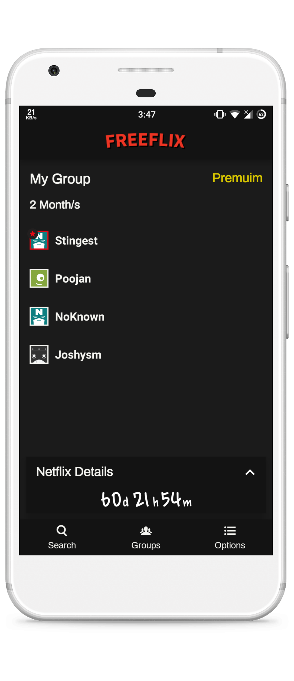 21
KB/s
3:47
FREEFLIX
My Group
Premuim
2 Month/s
Stingest
Poojan
N
NoKnown
Joshysm
Netflix Details
60d 21h 54m
Search
Groups
Options